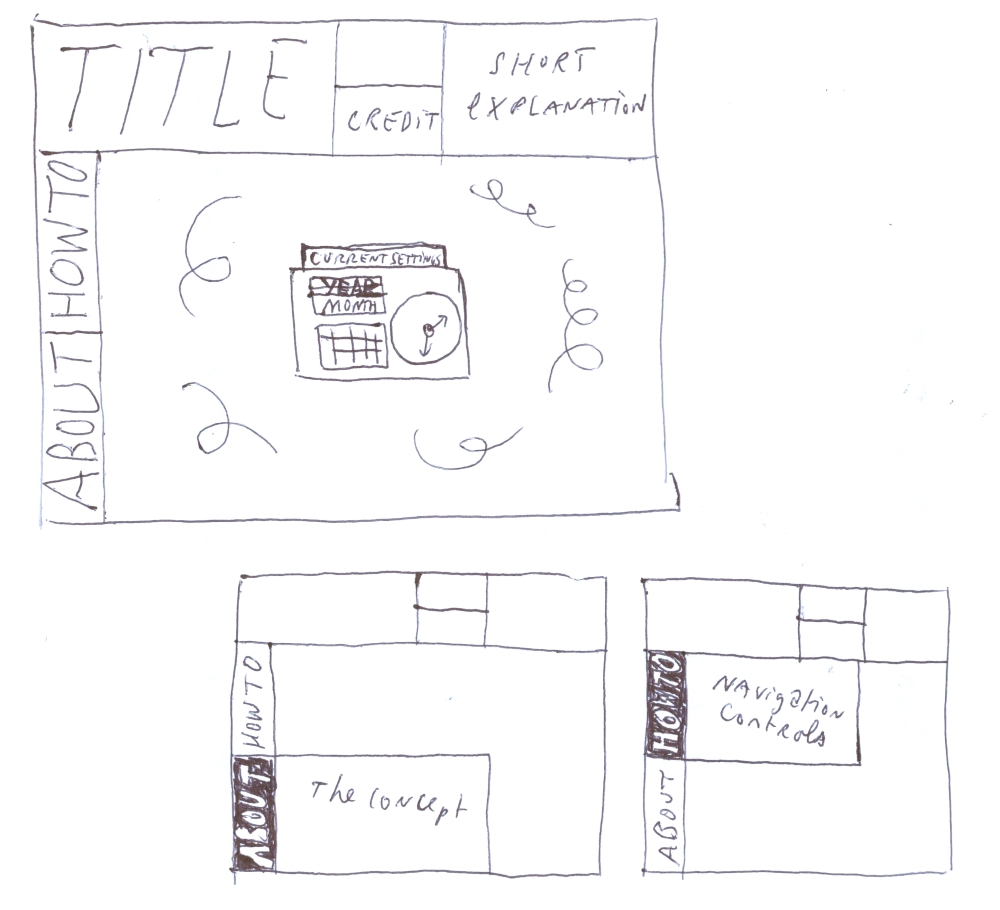 TITLE
CREDIT
SHORT
EXPLANATION
HOW TO
ABOUT
CURRENT SETTINGS
YEAR
MONTH
HOW TO
ABOUT
The Concept
HOW TO
ABOUT
NAvigation
Controls